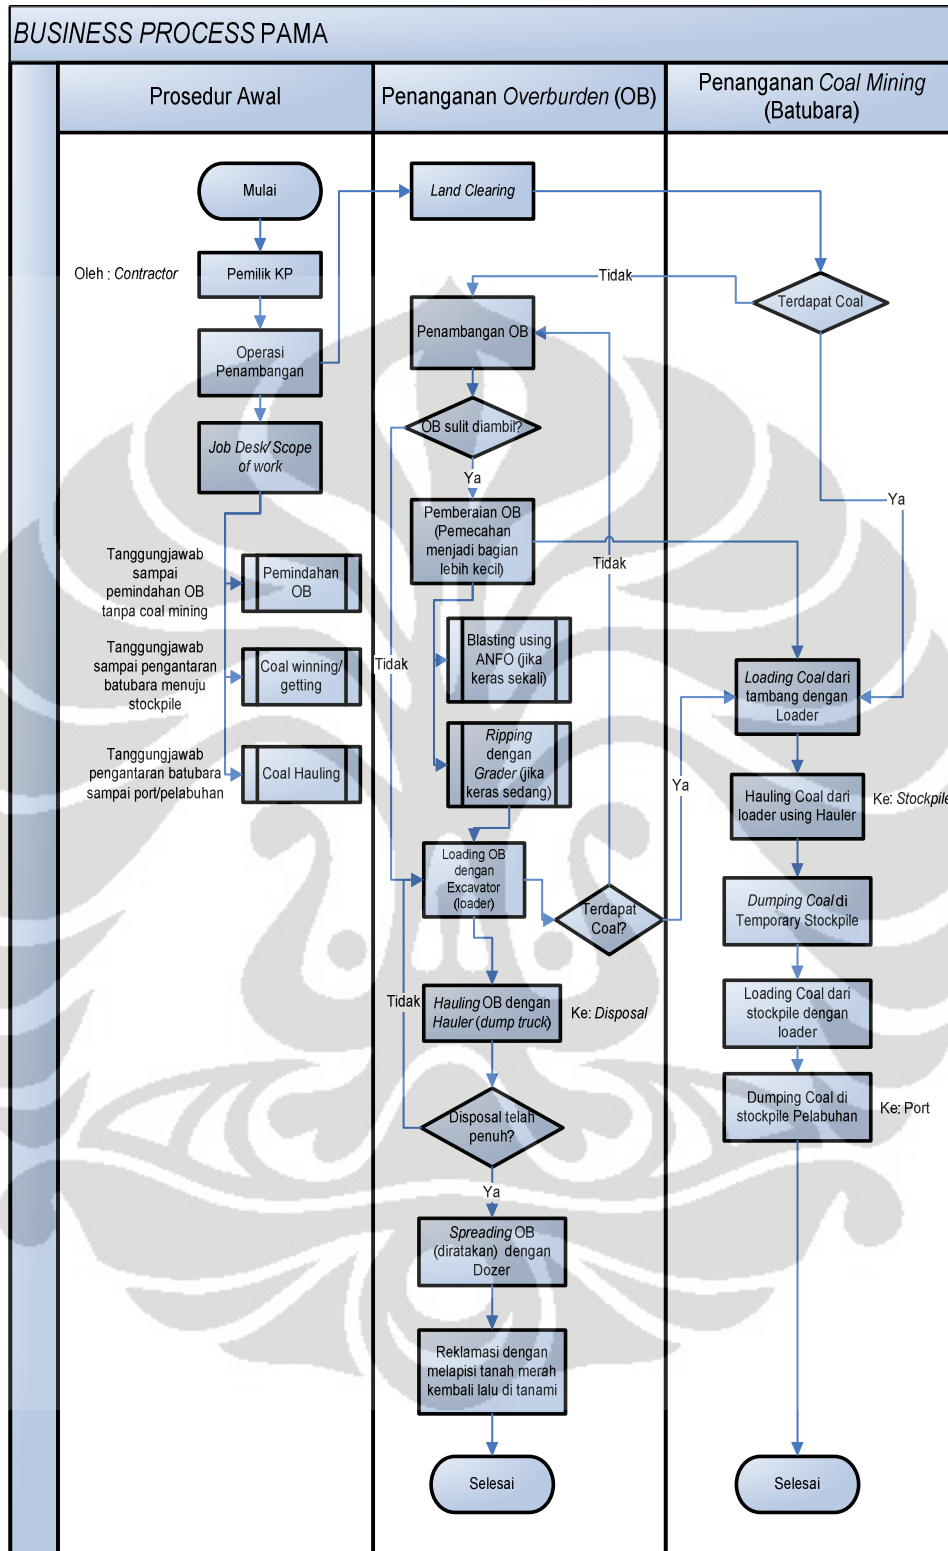 BUSINESS PROCESS PAMA
Prosedur Awal
Penanganan Overburden (OB)
Penanganan Coal Mining
(Batubara)
Mulai
Oleh : Contractor
Pemilik KP
Operasi
Penambangan
Job Desk/ Scope
of work
Tanggungjawab
sampai
pemindahan OB
tanpa coal mining
Pemindahan
OB
Tanggungjawab
sampai pengantaran
batubara menuju
stockpile
Coal winning/
getting
Tanggungjawab
pengantaran batubara
sampai port/pelabuhan
Coal Hauling
Land Clearing
Tidak
Penambangan OB
OB sulit diambil?
Ya
Pemberaian OB
(Pemecahan
menjadi bagian
lebih kecil)
Tidak
Blasting using
ANFO (jika
keras sekali)
Tidak
Ripping
dengan
Grader (jika
keras sedang)
Loading OB
dengan
Excavator
(loader)
Terdapat
Coal?
Ya
Tidak
Hauling OB dengan
Hauler (dump truck)
Ke: Disposal
Disposal telah
penuh?
Ya
Spreading OB
(diratakan) dengan
Dozer
Reklamasi dengan
melapisi tanah merah
kembali lalu di tanami
Selesai
Terdapat Coal
Ya
Loading Coal dari
tambang dengan
Loader
Hauling Coal dari
loader using Hauler
Ke: Stockpile
Dumping Coal di
Temporary Stockpile
Loading Coal dari
stockpile dengan
loader
Dumping Coal di
stockpile Pelabuhan
Ke: Port
Selesai